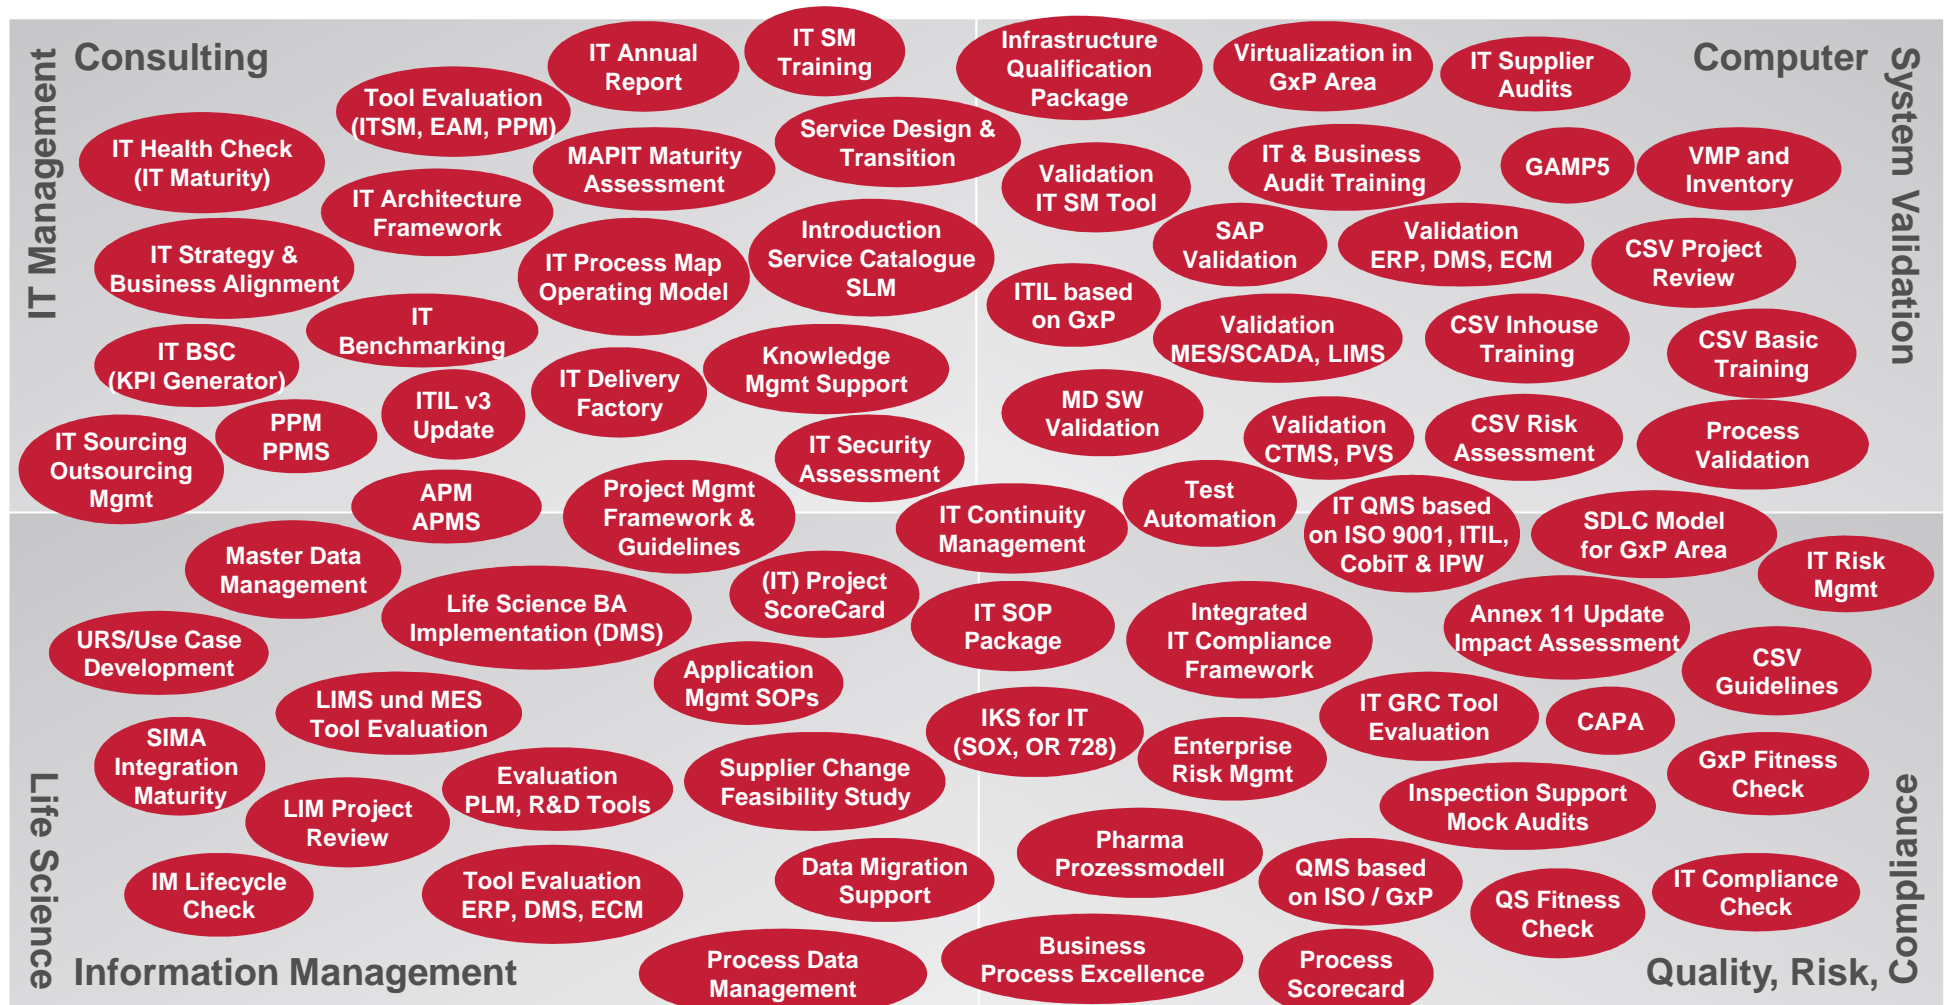 IT Management
Consulting
IT Annual
Report
IT SM
Training
Tool Evaluation
(ITSM, EAM, PPM)
Service Design &
Transition
IT Health Check
(IT Maturity)
MAPIT Maturity
Assessment
IT Architecture
Framework
IT Strategy &
Business Alignment
IT Process Map
Operating Model
Introduction
Service Catalogue
SLM
IT
Benchmarking
IT BSC
(KPI Generator)
Knowledge
Mgmt Support
IT Delivery
Factory
ITIL v3
Update
PPM
PPMS
IT Sourcing
Outsourcing
Mgmt
IT Security
Assessment
APM
APMS
Project Mgmt
Framework &
Guidelines
Computer
System Validation
Infrastructure
Qualification
Package
Virtualization in
GxP Area
IT Supplier
Audits
Validation
IT SM Tool
IT & Business
Audit Training
GAMP5
VMP and
Inventory
SAP
Validation
Validation
ERP, DMS, ECM
CSV Project
Review
ITIL based
on GxP
Validation
MES/SCADA, LIMS
CSV Inhouse
Training
CSV Basic
Training
MD SW
Validation
Validation
CTMS, PVS
CSV Risk
Assessment
Process
Validation
Test
Automation
IT Continuity
Management
IT QMS based
on ISO 9001, ITIL,
CobiT & IPW
SDLC Model
for GxP Area
IT Risk
Mgmt
Master Data
Management
Life Science BA
Implementation (DMS)
(IT) Project
ScoreCard
URS/Use Case
Development
Application
Mgmt SOPs
LIMS und MES
Tool Evaluation
SIMA
Integration
Maturity
Evaluation
PLM, R&D Tools
Supplier Change
Feasibility Study
LIM Project
Review
IM Lifecycle
Check
Tool Evaluation
ERP, DMS, ECM
Data Migration
Support
Process Data
Management
Life Science
Information Management
IT SOP
Package
Integrated
IT Compliance
Framework
Annex 11 Update
Impact Assessment
CSV
Guidelines
IKS for IT
(SOX, OR 728)
IT GRC Tool
Evaluation
CAPA
Enterprise
Risk Mgmt
GxP Fitness
Check
Inspection Support
Mock Audits
Pharma
Prozessmodell
QMS based
on ISO / GxP
QS Fitness
Check
IT Compliance
Check
Business
Process Excellence
Process
Scorecard
Quality, Risk,
Compliance